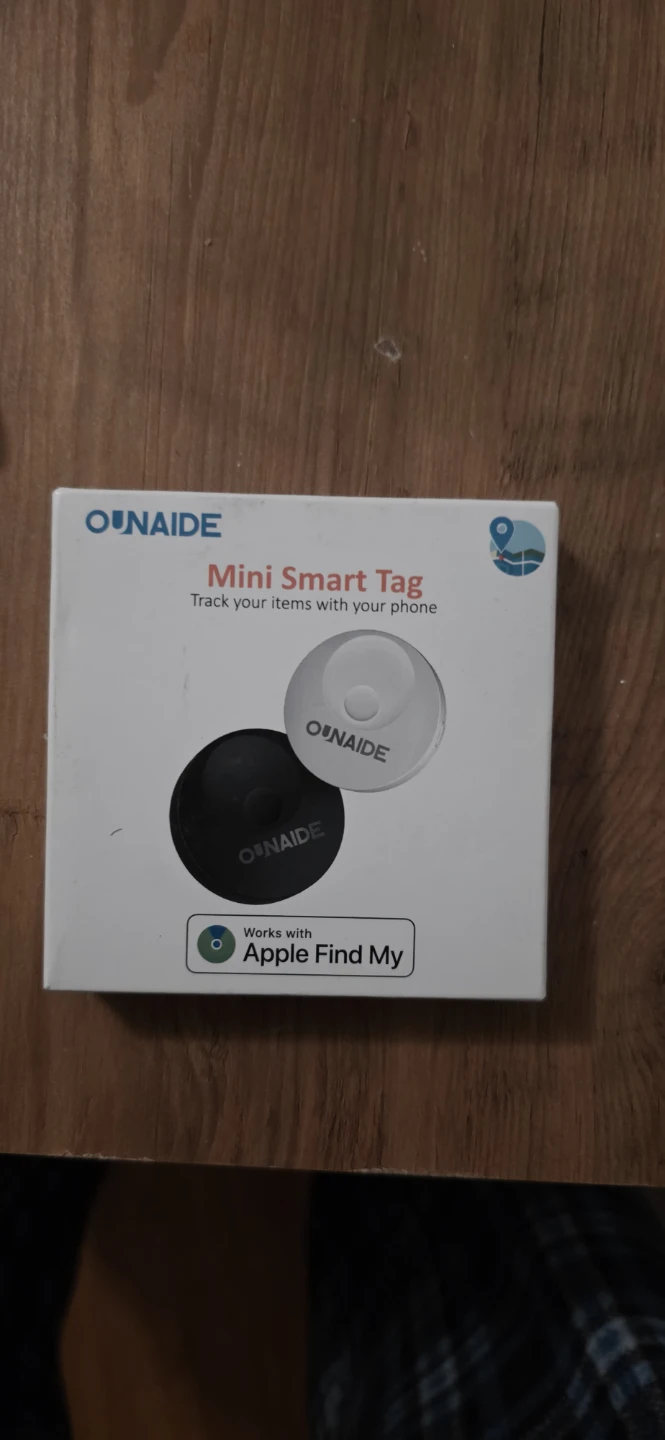 OUNAIDE
Mini Smart Tag
Track your items with your phone
OUNAIDE
OUNAIDE
Works with
Apple Find My